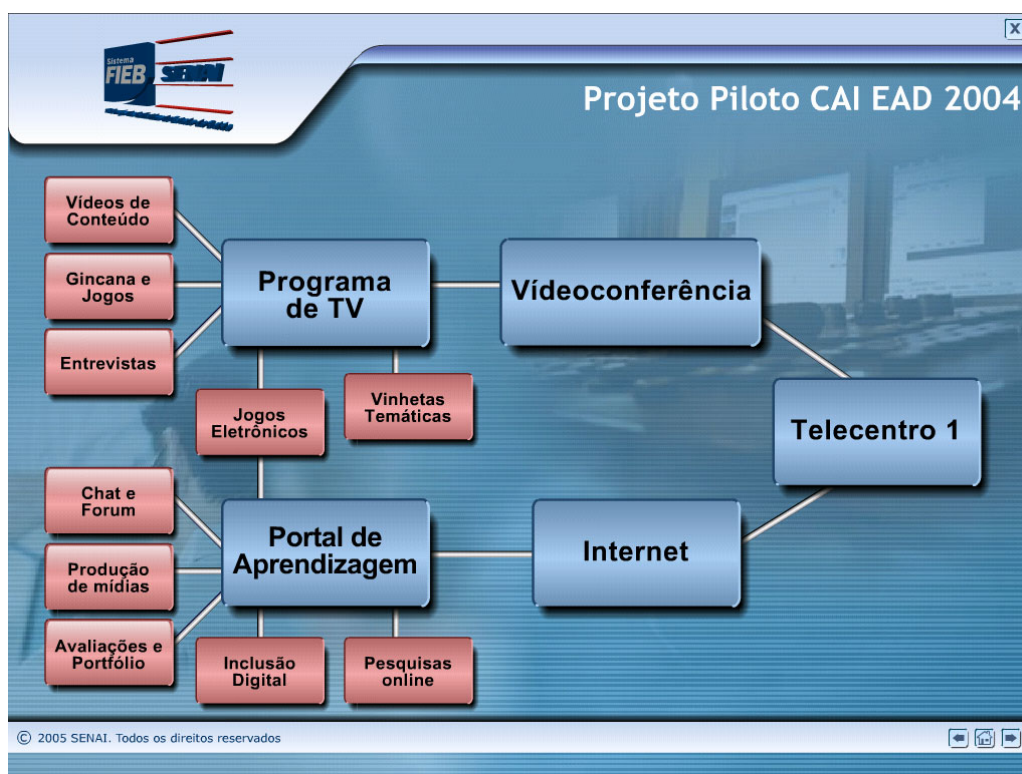 Sistema
FIEB
SENAI
X
Projeto Piloto CAI EAD 2004
Vídeos de
Conteúdo
Gincana e
Jogos
Entrevistas
Programa
de TV
Vídeoconferência
Jogos
Eletrônicos
Vinhetas
Temáticas
Telecentro 1
Chat e
Forum
Produção
de mídias
Avaliações e
Portfólio
Portal de
Aprendizagem
Internet
Inclusão
Digital
Pesquisas
online
© 2005 SENAI. Todos os direitos reservados